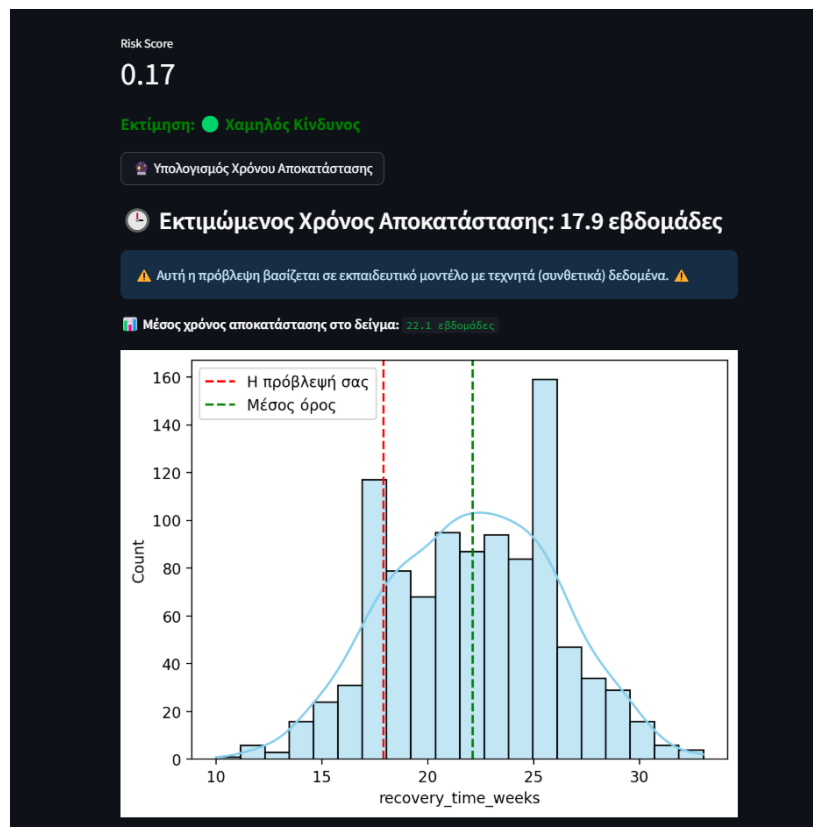 Risk Score
0.17
Εκτίμηση: 🟢 Χαμηλός Κίνδυνος
🔮 Υπολογισμός Χρόνου Αποκατάστασης
🕒 Εκτιμώμενος Χρόνος Αποκατάστασης: 17.9 εβδομάδες
⚠️ Αυτή η πρόβλεψη βασίζεται σε εκπαιδευτικό μοντέλο με τεχνητά (συνθετικά) δεδομένα. ⚠️
📊 Μέσος χρόνος αποκατάστασης στο δείγμα: 22.1 εβδομάδες
Η πρόβλεψή σας
Μέσος όρος
160
140
120
100
80
60
40
20
0
Count
10 15 20 25 30
recovery_time_weeks